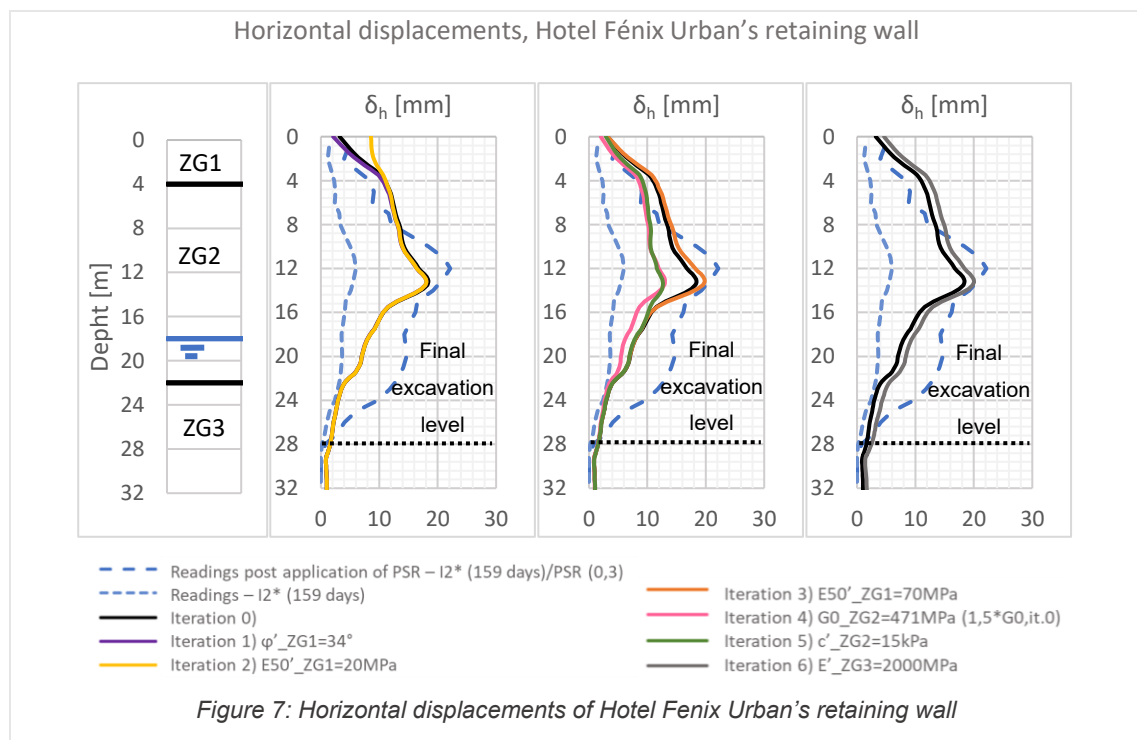 Horizontal displacements, Hotel Fénix Urban’s retaining wall
δh [mm] δh [mm] δh [mm]
Depht [m]
0
4
8
12
16
20
24
28
32
ZG1
ZG2
ZG3
0
4
8
12
16
20
24
28
32
Final
excavation
level
0 10 20 30
0
4
8
12
16
20
24
28
32
Final
excavation
level
0 10 20 30
0
4
8
12
16
20
24
28
32
Final
excavation
level
0 10 20 30
Readings post application of PSR – I2* (159 days)/PSR (0,3)
Readings – I2* (159 days)
Iteration 0)
Iteration 1) φ’_ZG1=34°
Iteration 2) E50’_ZG1=20MPa
Iteration 3) E50’_ZG1=70MPa
Iteration 4) G0_ZG2=471MPa (1,5*G0,it.0)
Iteration 5) c’_ZG2=15kPa
Iteration 6) E’_ZG3=2000MPa
Figure 7: Horizontal displacements of Hotel Fenix Urban’s retaining wall